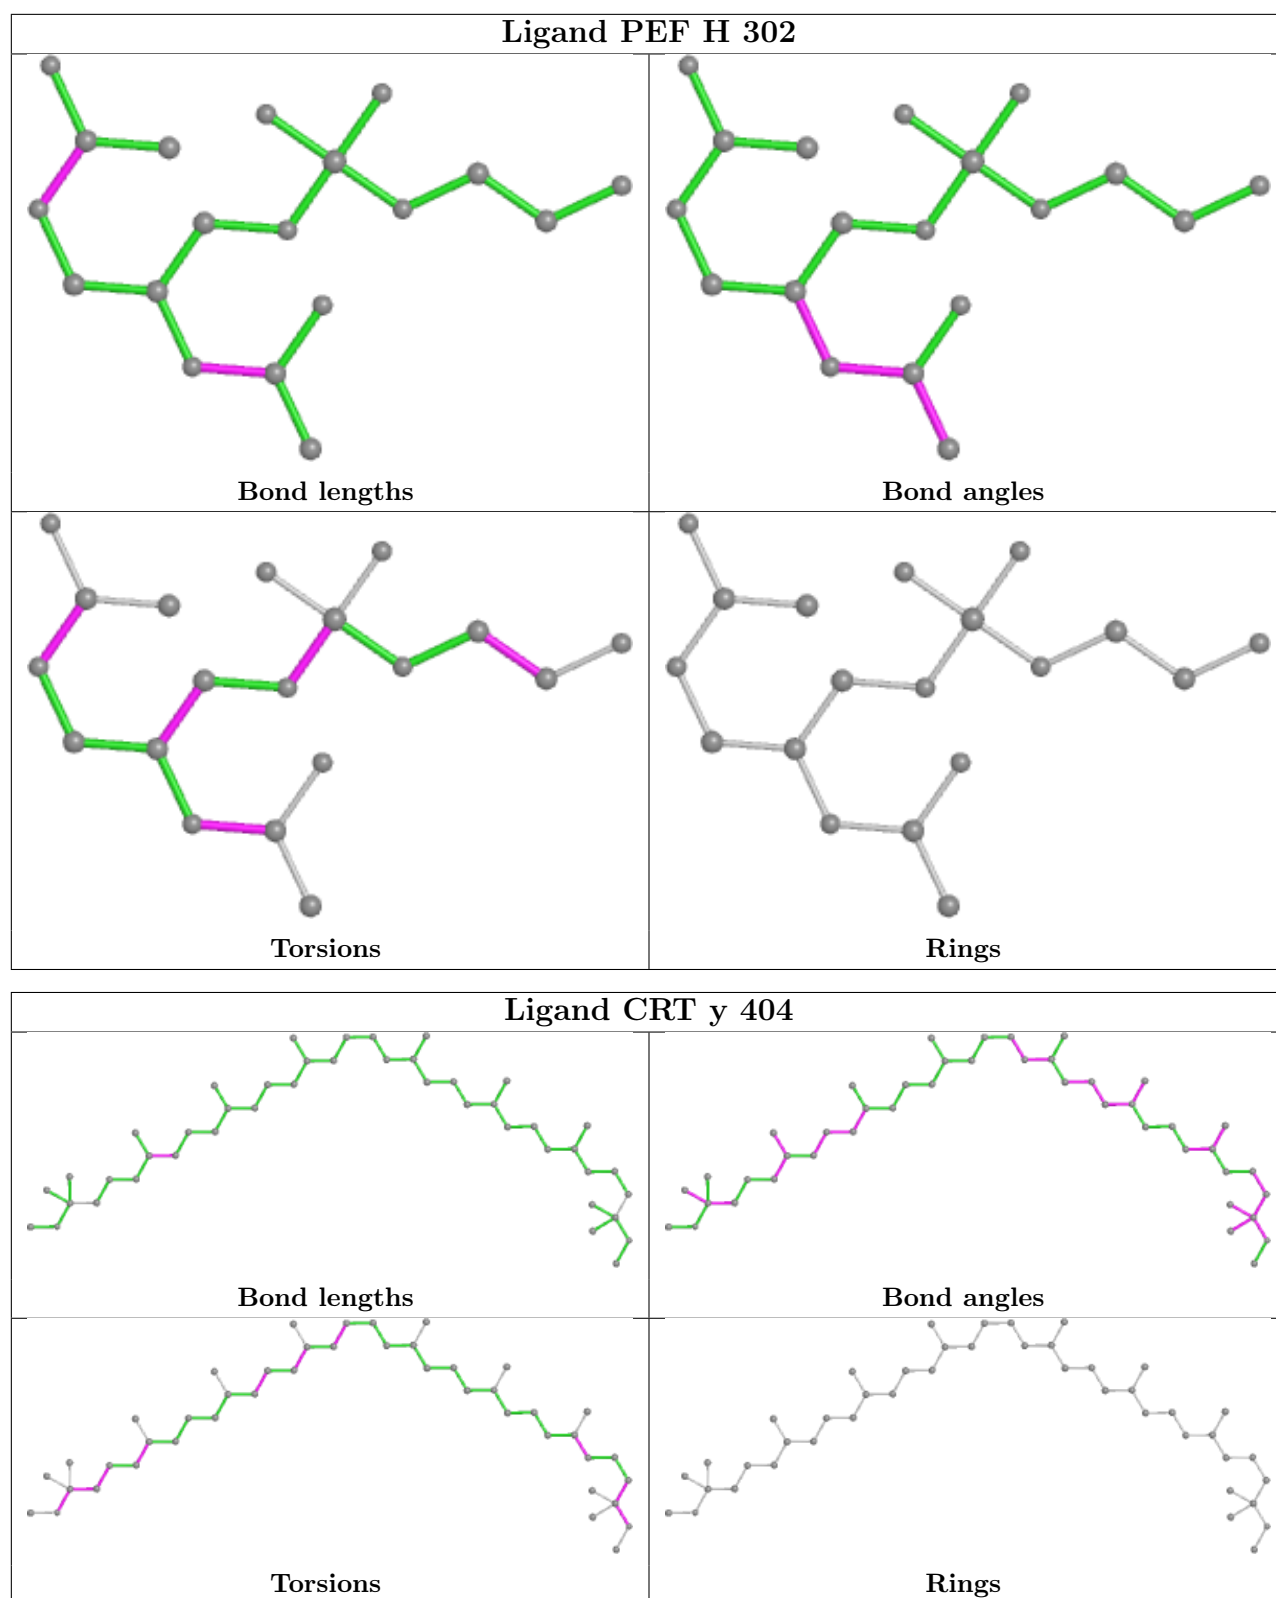 Ligand PEF H 302
Bond lengths
Bond angles
Torsions
Rings
Ligand CRT y 404
Bond lengths
Bond angles
Torsions
Rings